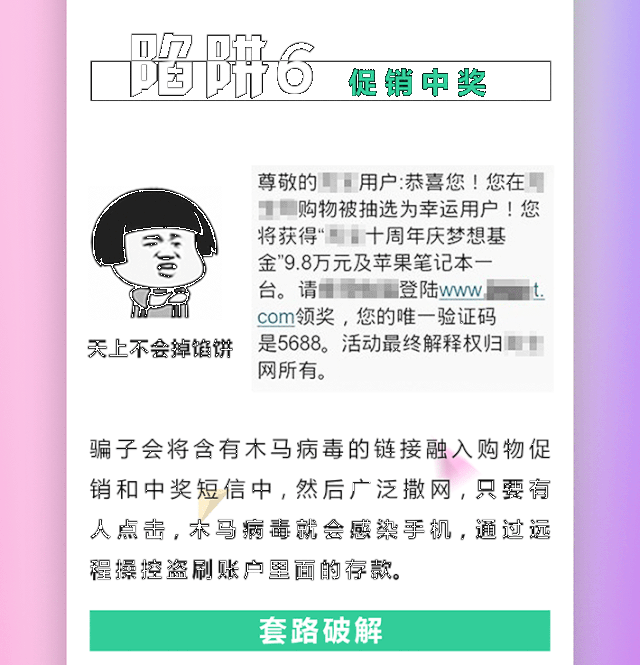 陷阱6 促销中奖
尊敬的 用户:恭喜您！您在
购物被抽选为幸运用户！您
将获得“ 十周年庆梦想基
金”9.8万元及苹果笔记本一
台。请 登陆www. t.
com领奖，您的唯一验证码
是5688。活动最终解释权归
网所有。
天上不会掉馅饼
骗子会将含有木马病毒的链接融入购物促
销和中奖短信中,然后广泛撒网,只要有
人点击,木马病毒就会感染手机,通过远
程操控盗刷账户里面的存款。
套路破解